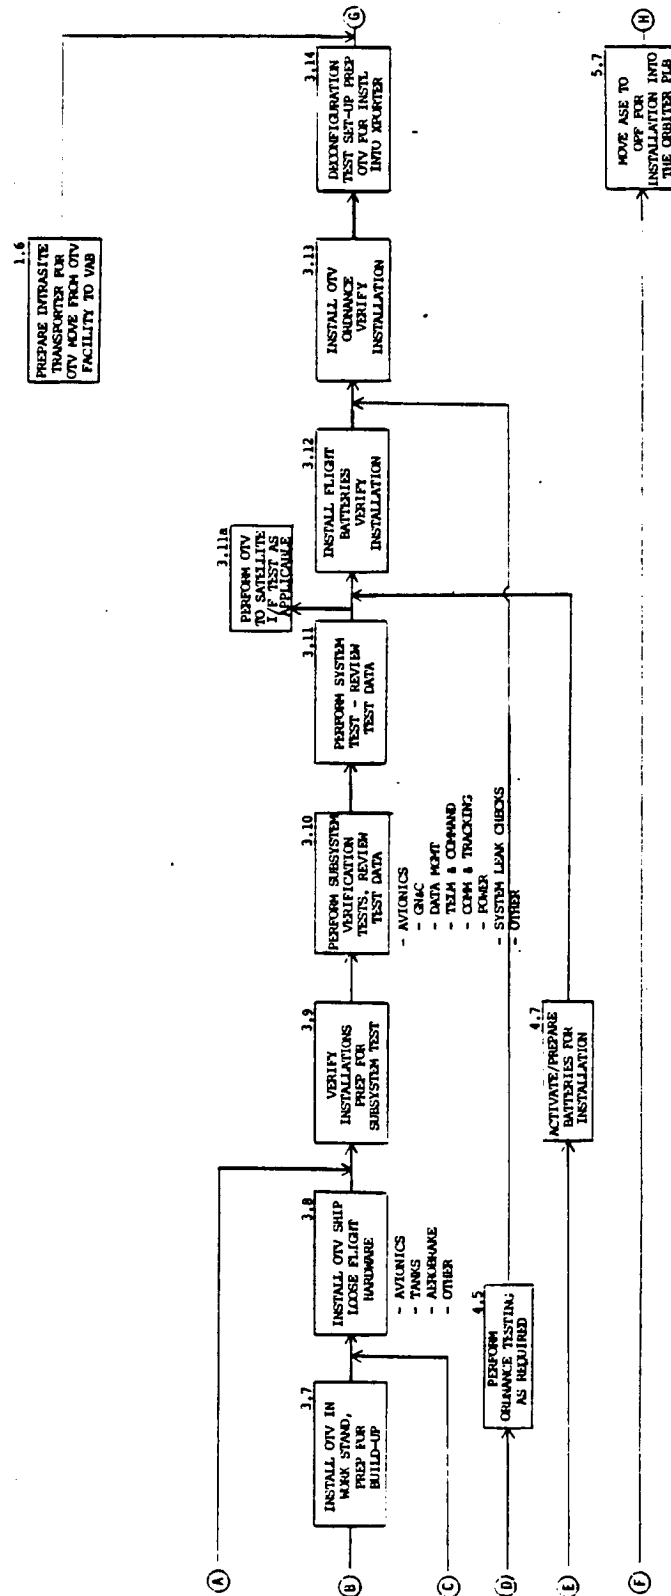 1.6
PREPARE INTRASITE
TRANSPORTER FOR
OTV MOVE FROM OTV
FACILITY TO VAB
A
B
C
D
E
F
3.7
INSTALL OTV IN
WORK STAND,
PREP FOR
BUILD-UP
3.8
INSTALL OTV SHIP
LOOSE FLIGHT
HARDWARE
- AVIONICS
- TANKS
- AEROBRAKE
- OTHER
3.9
VERIFY
INSTALLATIONS
PREP FOR
SUBSYSTEM TEST
3.10
PERFORM SUBSYSTEM
VERIFICATION
TESTS, REVIEW
TEST DATA
- AVIONICS
- GN&C
- DATA MGMT
- TELM & COMMAND
- COMM & TRACKING
- POWER
- SYSTEM LEAK CHECKS
- OTHER
3.11
PERFORM SYSTEM
TEST - REVIEW
TEST DATA
3.11a
PERFORM OTV
TO SATELLITE
I/F TEST AS
APPLICABLE
3.12
INSTALL FLIGHT
BATTERIES
VERIFY
INSTALLATION
3.13
INSTALL OTV
ORDNANCE
VERIFY
INSTALLATION
3.14
DECONFIGURATION
TEST SET-UP PREP
OTV FOR INSTL
INTO XPORTER
G
4.5
PERFORM
ORDNANCE TESTING
AS REQUIRED
4.7
ACTIVATE/PREPARE
BATTERIES FOR
INSTALLATION
5.7
MOVE ASE TO
OPF FOR
INSTALLATION INTO
THE ORBITER PLB
H